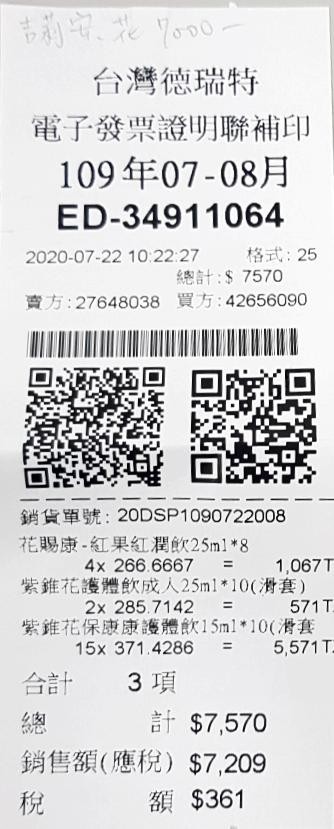 吉莉安.花 7000一
台灣德瑞特
電子發票證明聯補印
109年07-08月
ED-34911064
2020-07-22 10:22:27 格式:25
總計:$ 7570
賣方:27648038 買方:42656090
銷貨單號: 20DSP1090722008
花賜康-紅果紅潤飲25ml*8
4x 266.6667 = 1,067T
紫錐花護體飲成人25ml*10(滑套)
2x 285.7142 = 571T
紫錐花保康康護體飲15ml*10(滑套
15x 371.4286 = 5,571T
合計 3 項
總計 $7,570
銷售額(應稅) $7,209
稅額 $361